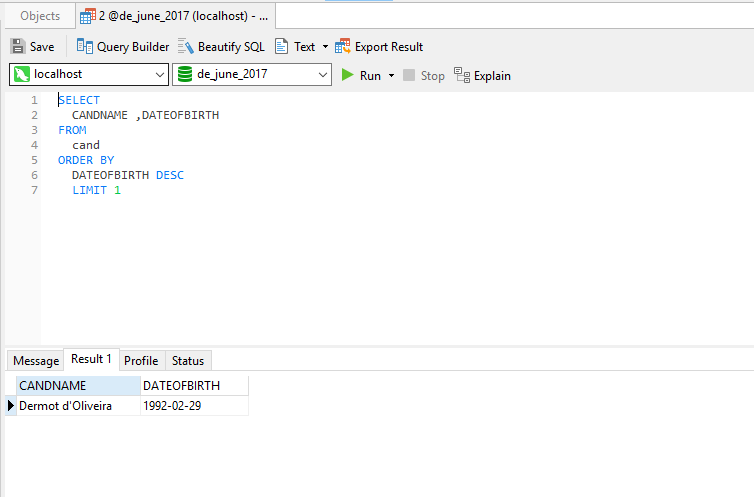 Objects 2 @de_june_2017 (localhost) - ...
Save Query Builder Beautify SQL Text Export Result
localhost de_june_2017 Run Stop Explain
1 SELECT
2 CANDNAME ,DATEOFBIRTH
3 FROM
4 cand
5 ORDER BY
6 DATEOFBIRTH DESC
7 LIMIT 1
Message Result 1 Profile Status
CANDNAME DATEOFBIRTH
Dermot d'Oliveira 1992-02-29